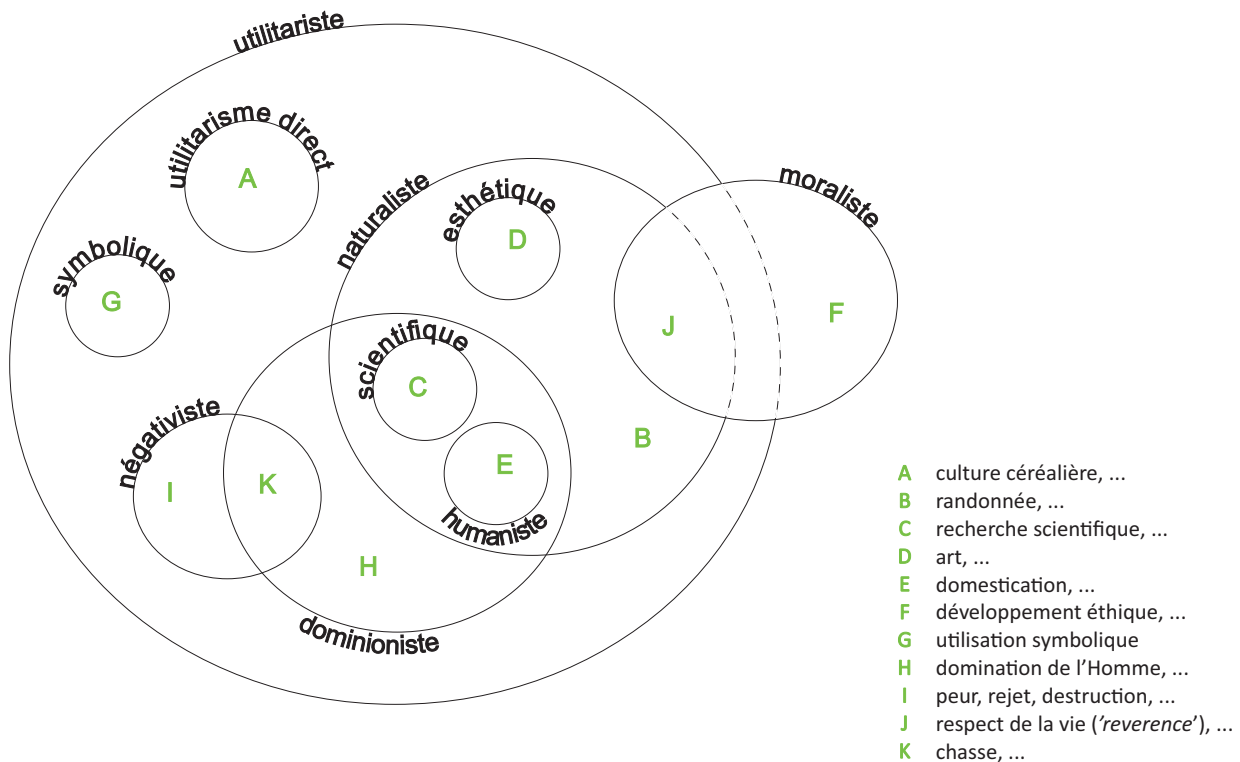 utilitariste
utilitarisme direct
A
symbolique
G
naturaliste
esthétique
D
moraliste
F
J
scientifique
C
B
négativiste
I
K
E
humaniste
H
dominioniste
A culture céréalière, ...
B randonnée, ...
C recherche scientifique, ...
D art, ...
E domestication, ...
F développement éthique, ...
G utilisation symbolique
H domination de l'Homme, ...
I peur, rejet, destruction, ...
J respect de la vie ('reverence'), ...
K chasse, ...